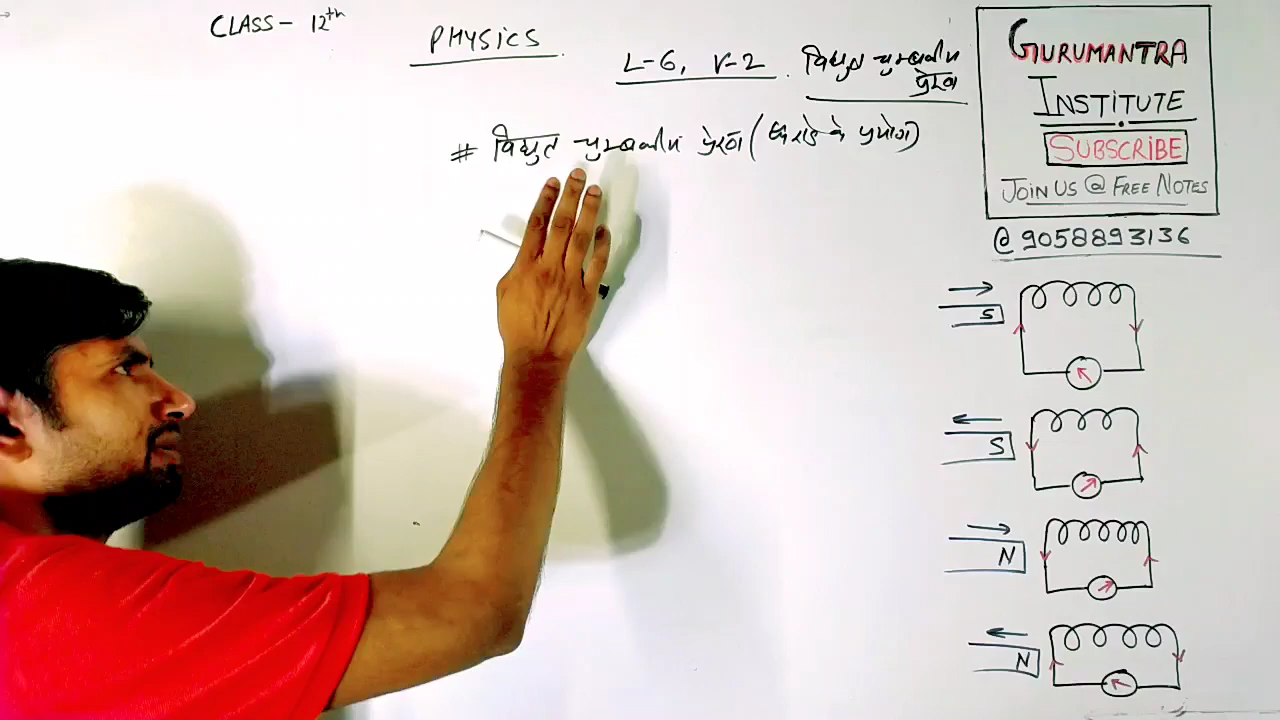 CLASS- 12th
PHYSICS
L-6, V-2. विद्युत चुम्बकीय
प्रेरण
# विद्युत चुम्बकीय प्रेरण (फैराडे के प्रयोग)
GURUMANTRA
INSTITUTE
SUBSCRIBE
JOIN US @ FREE NOTES
@ 9058893136
S
S
N
N